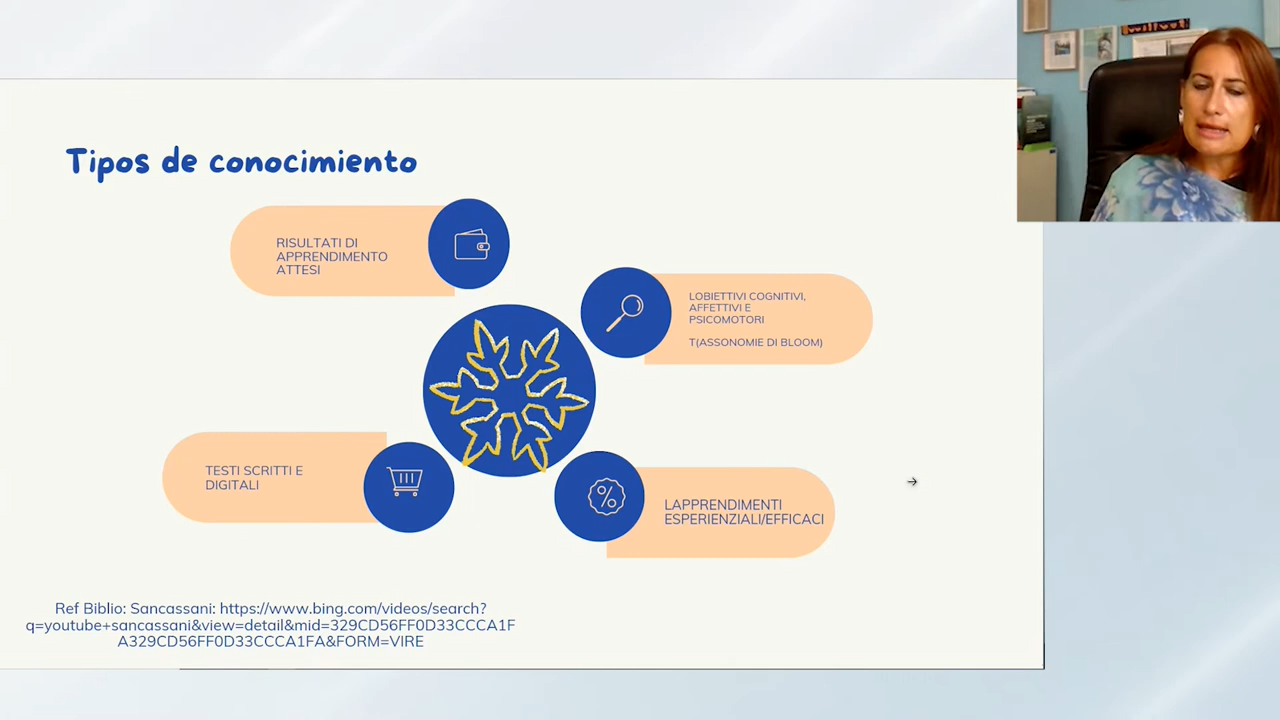 Tipos de conocimiento
RISULTATI DI
APPRENDIMENTO
ATTESI
LOBIETTIVI COGNITIVI,
AFFETTIVI E
PSICOMOTORI
T(ASSONOMIE DI BLOOM)
TESTI SCRITTI E
DIGITALI
LAPPRENDIMENTI
ESPERIENZIALI/EFFICACI
Ref Biblio: Sancassani: https://www.bing.com/videos/search?
q=youtube+sancassani&view=detail&mid=329CD56FF0D33CCCA1F
A329CD56FF0D33CCCA1FA&FORM=VIRE